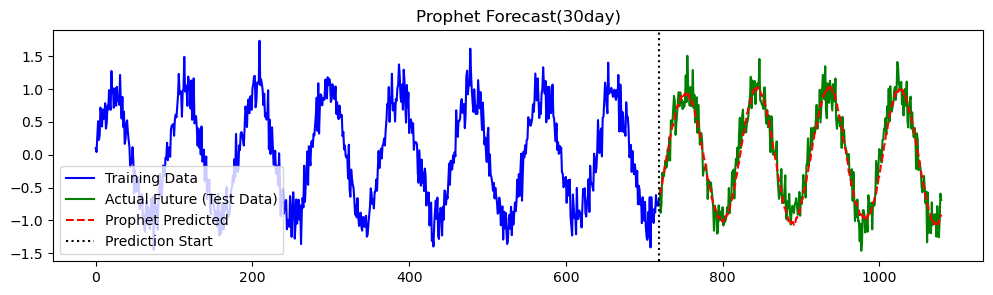 Prophet Forecast(30day)
1.5
1.0
0.5
0.0
−0.5
−1.0
−1.5
Training Data
Actual Future (Test Data)
Prophet Predicted
Prediction Start
0
200
400
600
800
1000